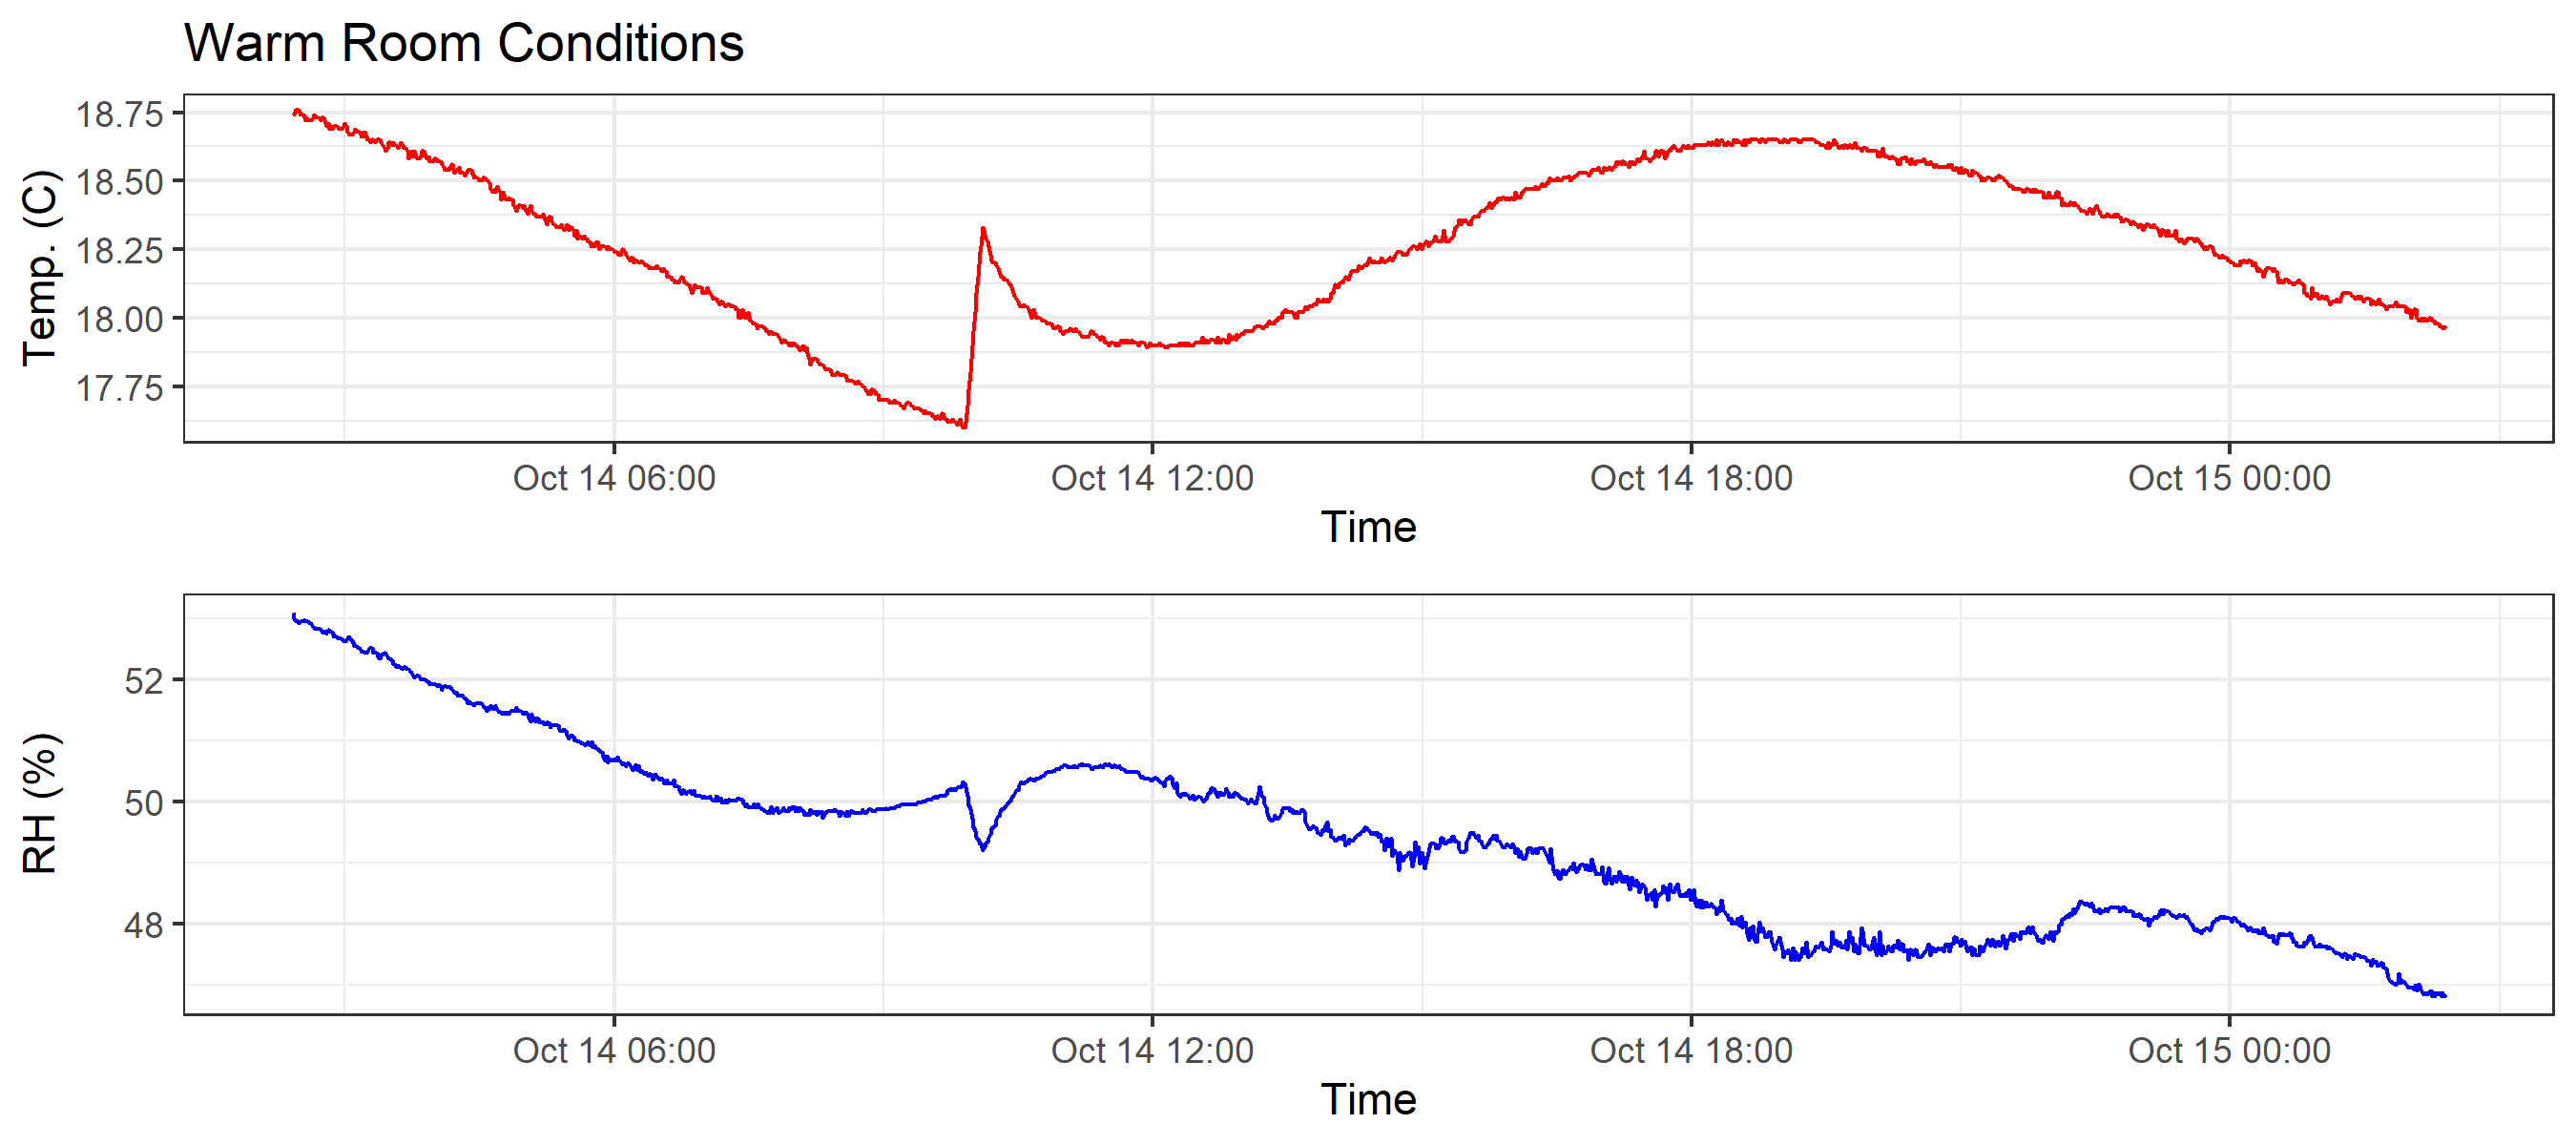 Warm Room Conditions
Temp. (C)
18.75
18.50
18.25
18.00
17.75
Oct 14 06:00 Oct 14 12:00 Oct 14 18:00 Oct 15 00:00
Time
RH (%)
52
50
48
Oct 14 06:00 Oct 14 12:00 Oct 14 18:00 Oct 15 00:00
Time